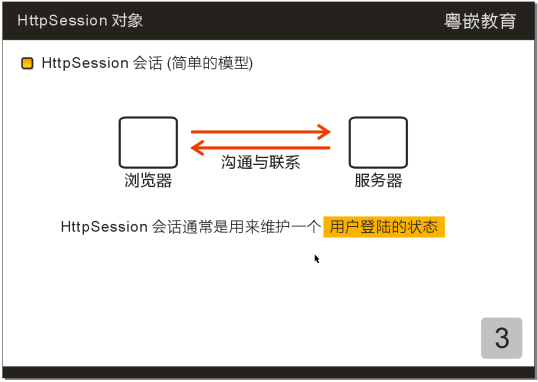 HttpSession 对象
粤嵌教育
HttpSession 会话 (简单的模型)
沟通与联系
浏览器
服务器
HttpSession 会话通常是用来维护一个 用户登陆的状态
3